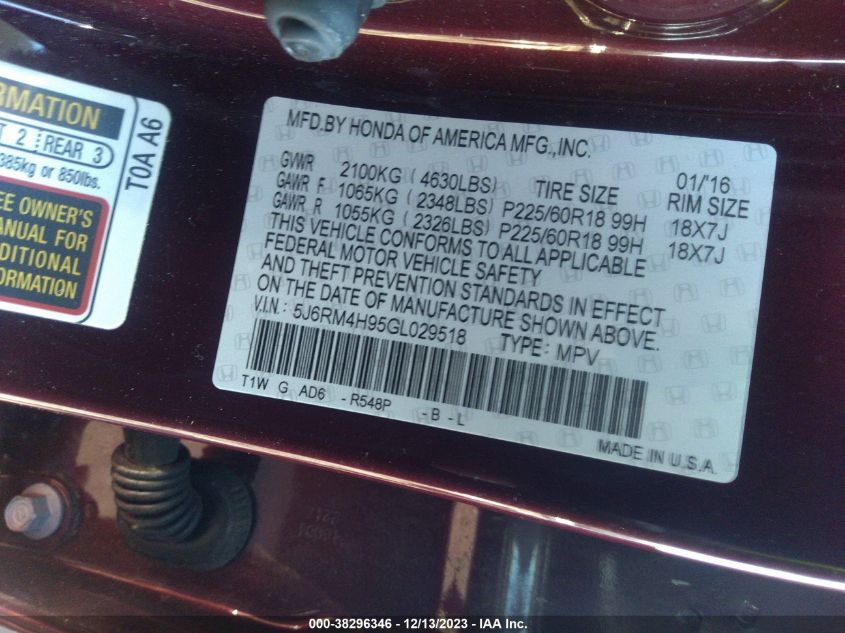 RMATION
T 2 REAR 3
385kg or 850lbs.
EE OWNER'S
ANUAL FOR
DITIONAL
FORMATION
T0A A6
MFD.BY HONDA OF AMERICA MFG.,INC.
GVWR 2100KG (4630LBS) TIRE SIZE 01/'16
GAWR F 1065KG (2348LBS) P225/60R18 99H RIM SIZE 18X7J
GAWR R 1055KG (2326LBS) P225/60R18 99H 18X7J
THIS VEHICLE CONFORMS TO ALL APPLICABLE
FEDERAL MOTOR VEHICLE SAFETY
AND THEFT PREVENTION STANDARDS IN EFFECT
ON THE DATE OF MANUFACTURE SHOWN ABOVE.
V.I.N.: 5J6RM4H95GL029518 TYPE: MPV
T1W G AD6 -R548P -B-L
MADE IN U.S.A.
000-38296346 - 12/13/2023 - IAA Inc.